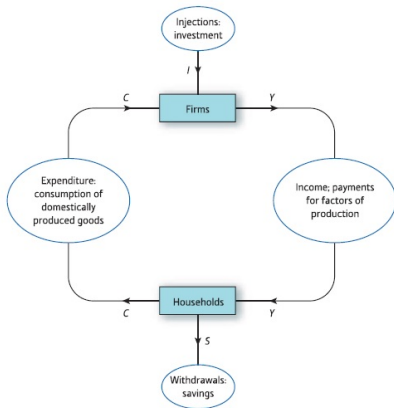 Injections:
investment
I
C
Y
Firms
Expenditure:
consumption of
domestically
produced goods
Income; payments
for factors of
production
Households
C
Y
S
Withdrawals:
savings